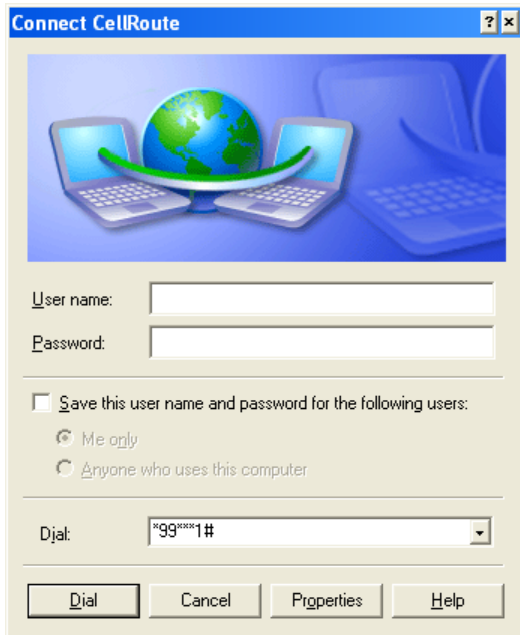 Connect CellRoute
User name:
Password:
Save this user name and password for the following users:
Me only
Anyone who uses this computer
Dial: *99***1#
Dial Cancel Properties Help